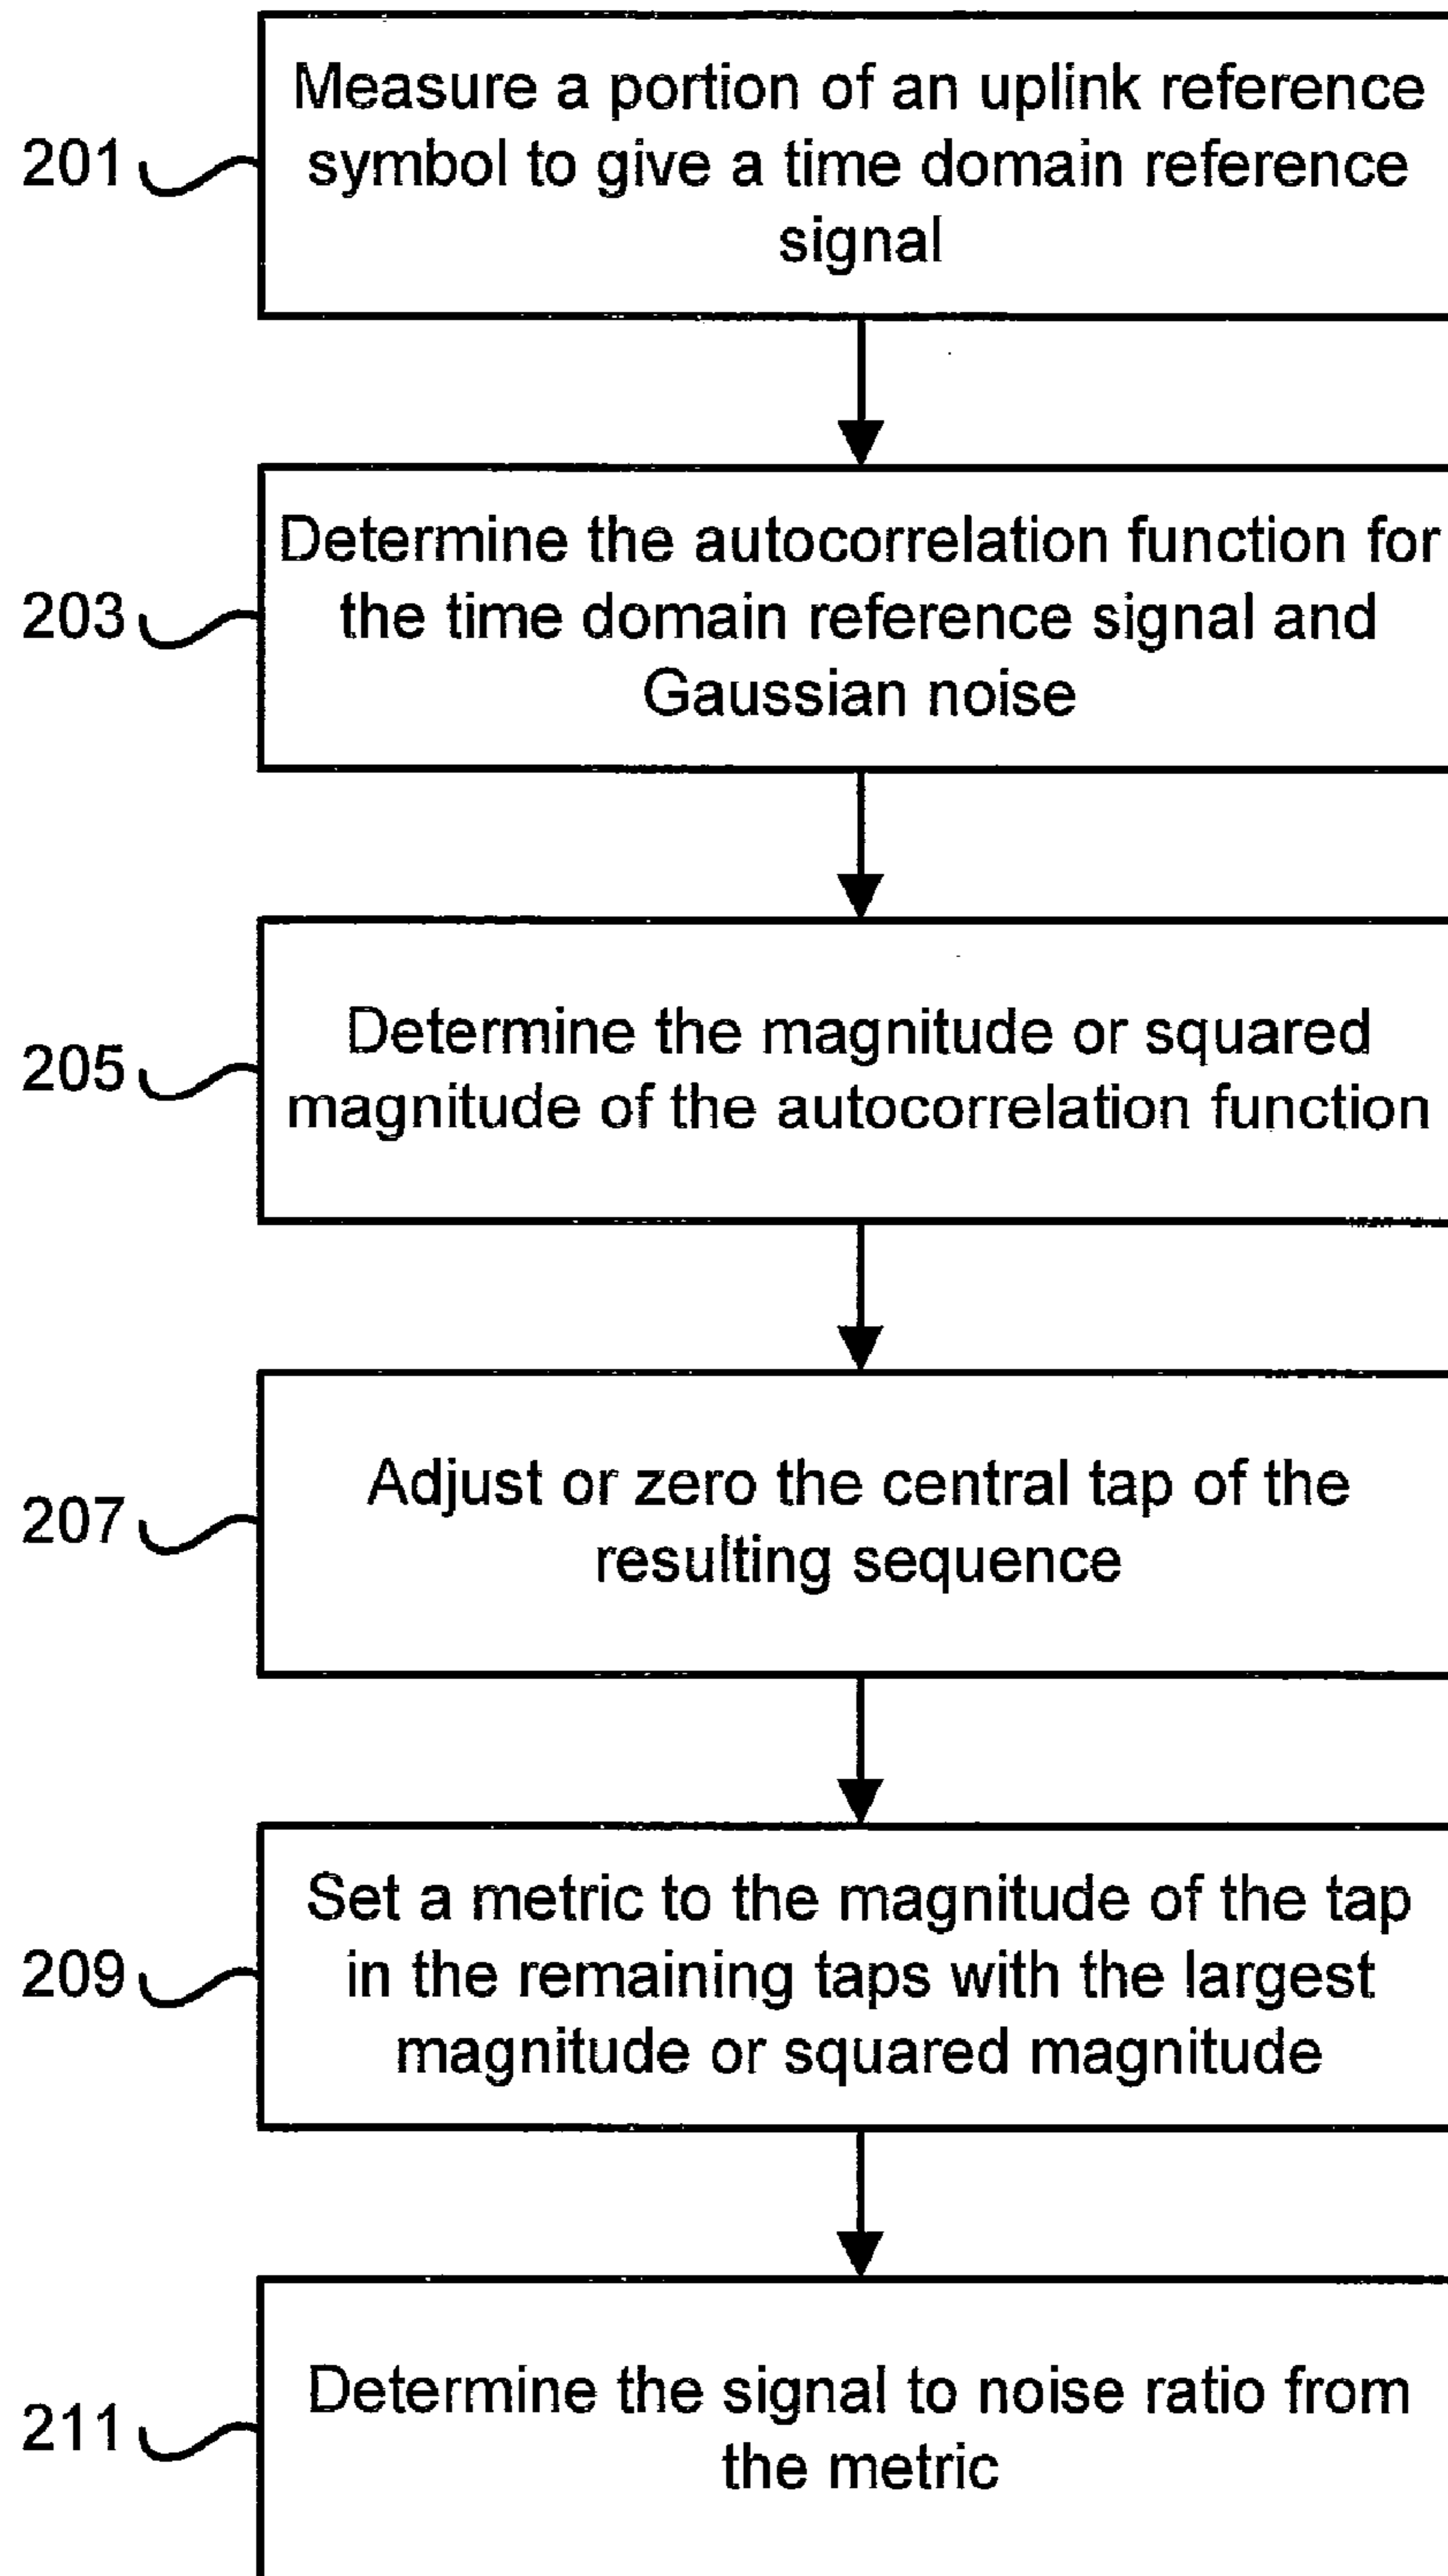 Measure a portion of an uplink reference
201 symbol to give a time domain reference
signal
Determine the autocorrelation function for
203 the time domain reference signal and
Gaussian noise
Determine the magnitude or squared
205 magnitude of the autocorrelation function
Adjust or zero the central tap of the
207 resulting sequence
Set a metric to the magnitude of the tap
209 in the remaining taps with the largest
magnitude or squared magnitude
Determine the signal to noise ratio from
211 the metric